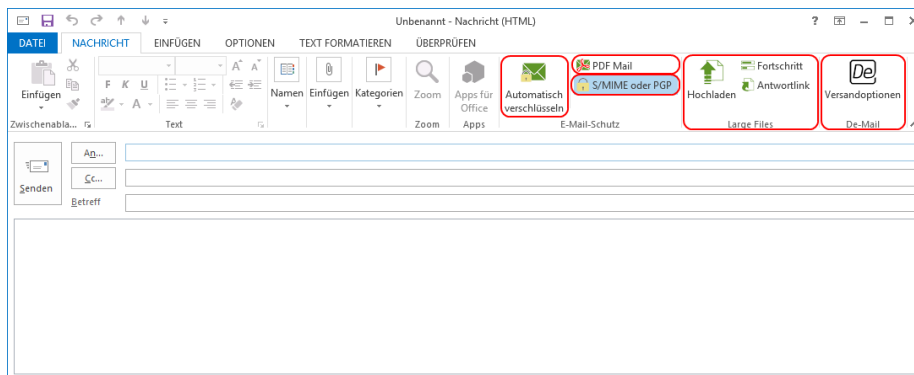 Unbenannt - Nachricht (HTML)
?
DATEI NACHRICHT EINFÜGEN OPTIONEN TEXT FORMATIEREN ÜBERPRÜFEN
Einfügen
F K U
aby A
A A
Namen Einfügen Kategorien
Zoom
Apps für
Office
Automatisch
verschlüsseln
PDF Mail
S/MIME oder PGP
Hochladen
Fortschritt
Antwortlink
De
Versandoptionen
Zwischenabla... Text Zoom Apps E-Mail-Schutz Large Files De-Mail
Senden
An...
Cc...
Betreff